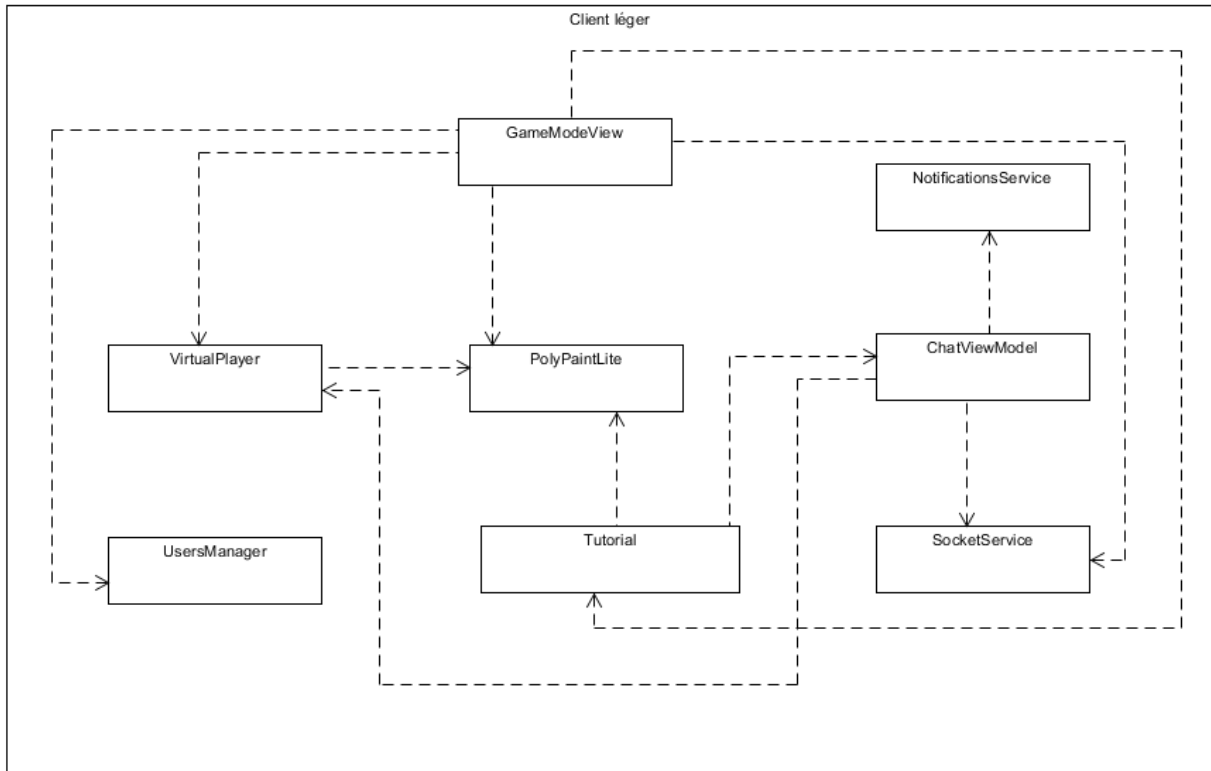 Client léger
GameModeView
NotificationsService
VirtualPlayer
PolyPaintLite
ChatViewModel
UsersManager
Tutorial
SocketService